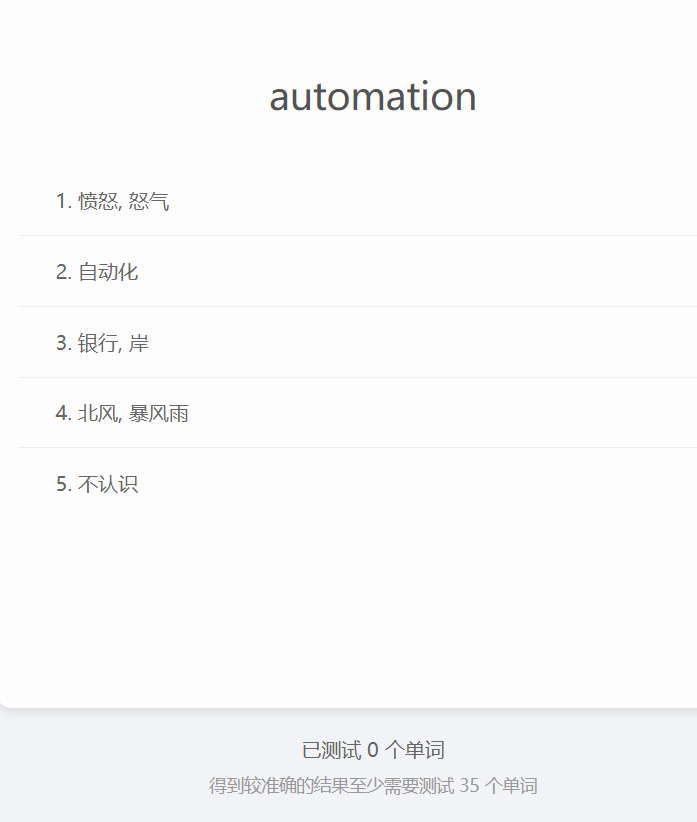 automation
1. 愤怒, 怒气
2. 自动化
3. 银行, 岸
4. 北风, 暴风雨
5. 不认识
已测试 0 个单词
得到较准确的结果至少需要测试 35 个单词